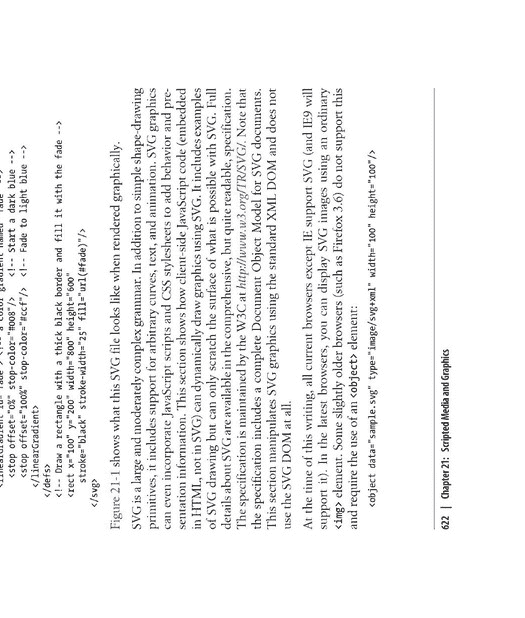 <linearGradient id="fade"> <!-- a color gradient named "fade" -->
<stop offset="0%" stop-color="#008"/> <!-- Start a dark blue -->
<stop offset="100%" stop-color="#ccf"/> <!-- Fade to light blue -->
</linearGradient>
</defs>
<!-- Draw a rectangle with a thick black border and fill it with the fade -->
<rect x="100" y="200" width="800" height="600"
stroke="black" stroke-width="25" fill="url(#fade)"/>
</svg>
Figure 21-1 shows what this SVG file looks like when rendered graphically.
SVG is a large and moderately complex grammar. In addition to simple shape-drawing
primitives, it includes support for arbitrary curves, text, and animation. SVG graphics
can even incorporate JavaScript scripts and CSS stylesheets to add behavior and pre-
sentation information. This section shows how client-side JavaScript code (embedded
in HTML, not in SVG) can dynamically draw graphics using SVG. It includes examples
of SVG drawing but can only scratch the surface of what is possible with SVG. Full
details about SVG are available in the comprehensive, but quite readable, specification.
The specification is maintained by the W3C at http://www.w3.org/TR/SVG/. Note that
the specification includes a complete Document Object Model for SVG documents.
This section manipulates SVG graphics using the standard XML DOM and does not
use the SVG DOM at all.
At the time of this writing, all current browsers except IE support SVG (and IE9 will
support it). In the latest browsers, you can display SVG images using an ordinary
<img> element. Some slightly older browsers (such as Firefox 3.6) do not support this
and require the use of an <object> element:
<object data="sample.svg" type="image/svg+xml" width="100" height="100"/>
622 | Chapter 21: Scripted Media and Graphics